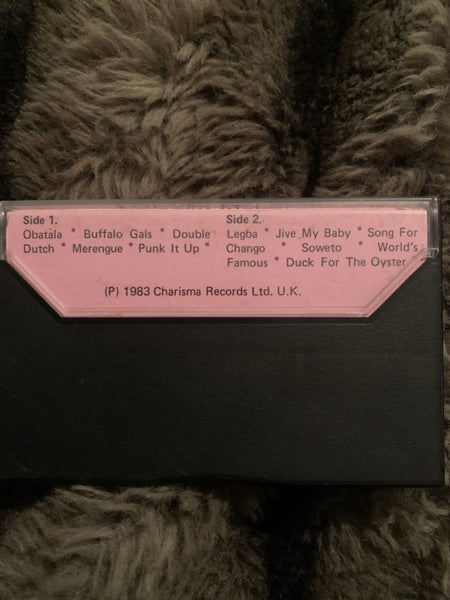 Side 1.
Obatala * Buffalo Gals * Double
Dutch * Merengue * Punk It Up *
Side 2.
Legba * Jive My Baby * Song For
Chango * Soweto * World's
Famous * Duck For The Oyster
(P) 1983 Charisma Records Ltd. U.K.